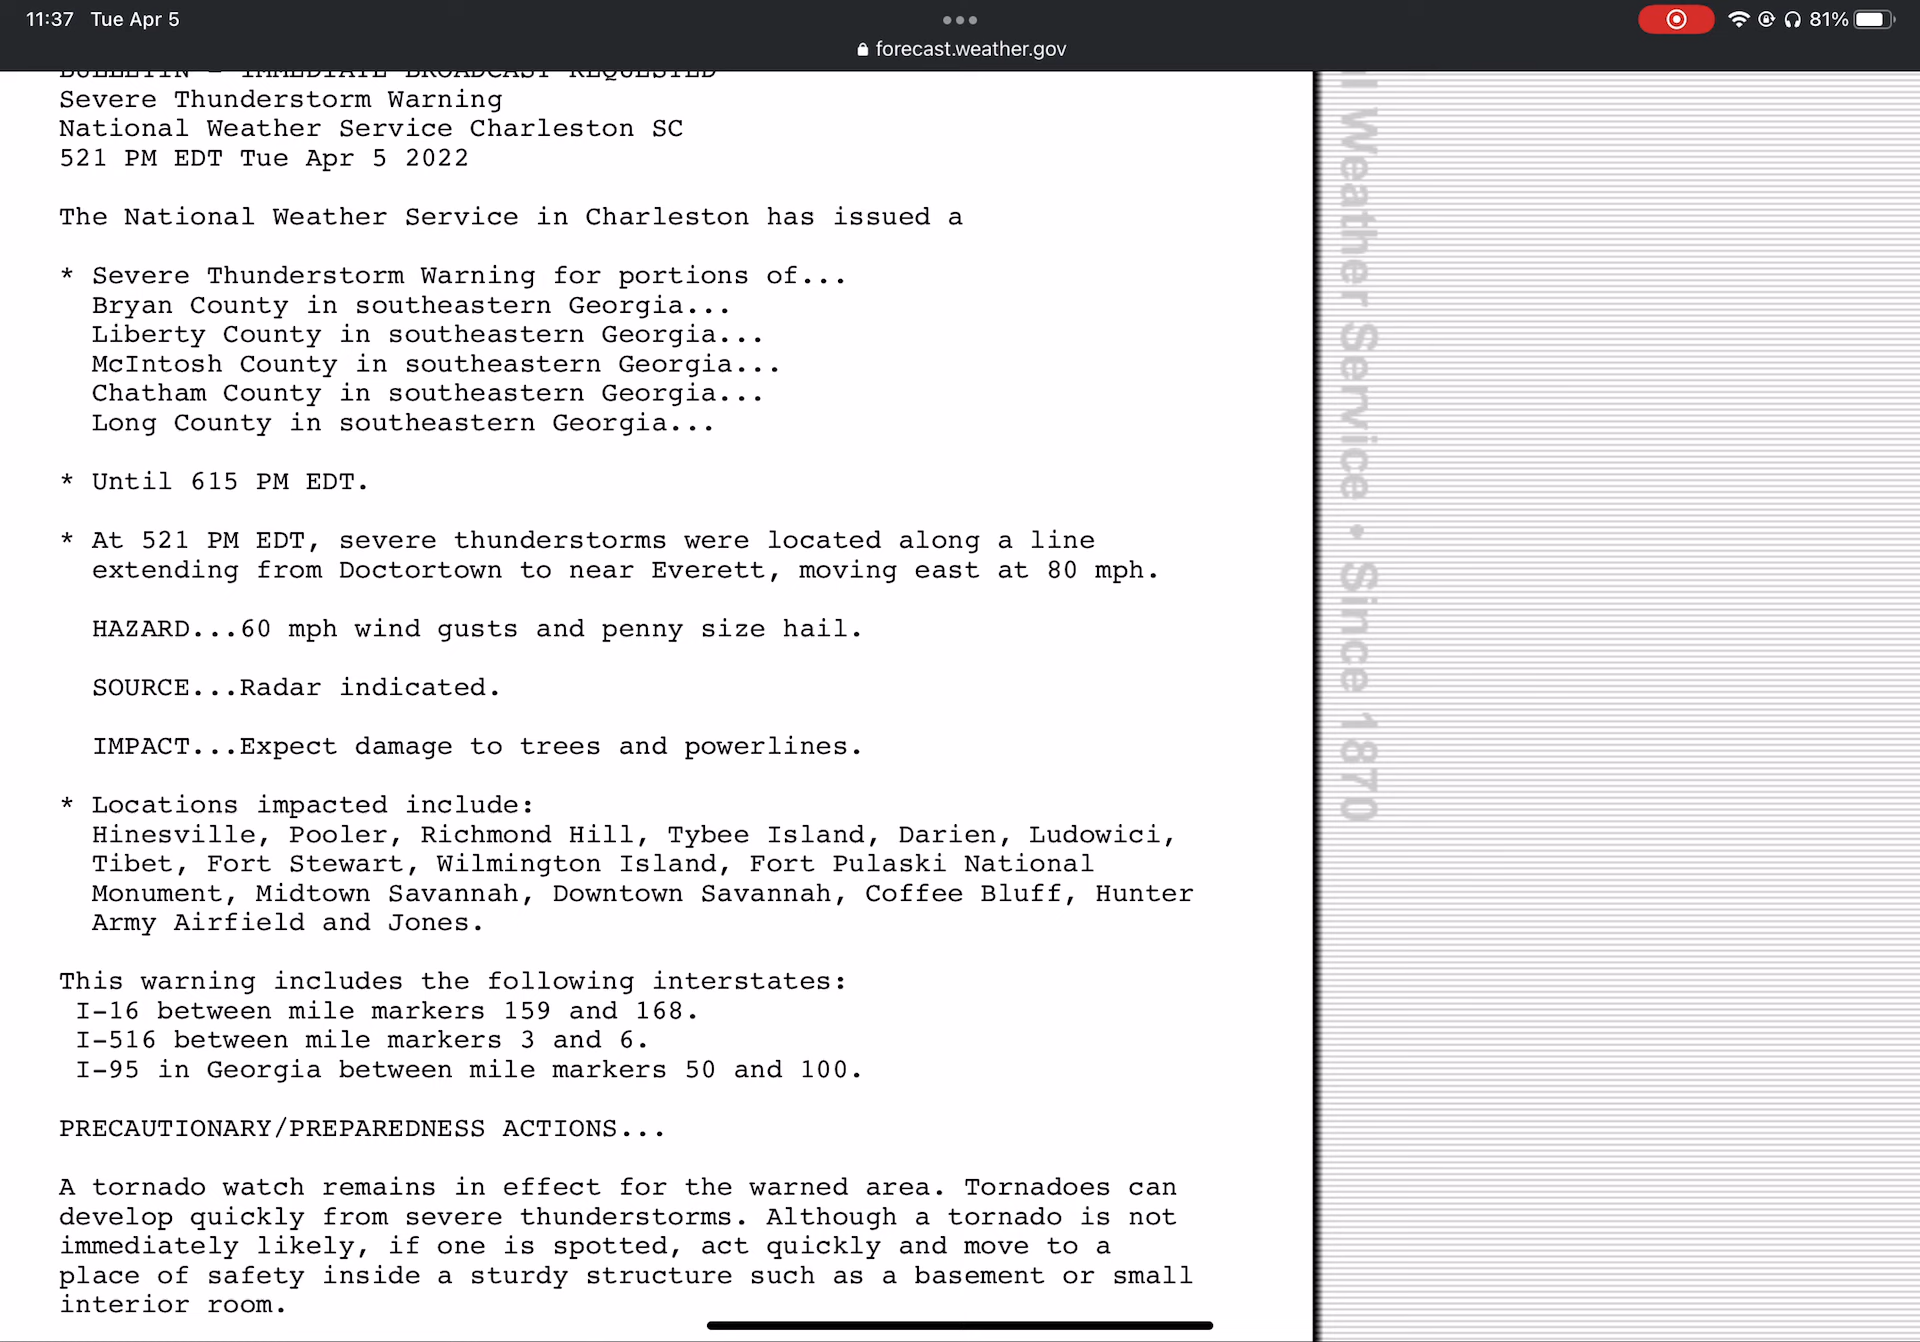 11:37 Tue Apr 5
81%
forecast.weather.gov
BULLETIN - IMMEDIATE BROADCAST REQUESTED
Severe Thunderstorm Warning
National Weather Service Charleston SC
521 PM EDT Tue Apr 5 2022
The National Weather Service in Charleston has issued a
* Severe Thunderstorm Warning for portions of...
Bryan County in southeastern Georgia...
Liberty County in southeastern Georgia...
McIntosh County in southeastern Georgia...
Chatham County in southeastern Georgia...
Long County in southeastern Georgia...
* Until 615 PM EDT.
* At 521 PM EDT, severe thunderstorms were located along a line
extending from Doctortown to near Everett, moving east at 80 mph.
HAZARD...60 mph wind gusts and penny size hail.
SOURCE...Radar indicated.
IMPACT...Expect damage to trees and powerlines.
* Locations impacted include:
Hinesville, Pooler, Richmond Hill, Tybee Island, Darien, Ludowici,
Tibet, Fort Stewart, Wilmington Island, Fort Pulaski National
Monument, Midtown Savannah, Downtown Savannah, Coffee Bluff, Hunter
Army Airfield and Jones.
This warning includes the following interstates:
I-16 between mile markers 159 and 168.
I-516 between mile markers 3 and 6.
I-95 in Georgia between mile markers 50 and 100.
PRECAUTIONARY/PREPAREDNESS ACTIONS...
A tornado watch remains in effect for the warned area. Tornadoes can
develop quickly from severe thunderstorms. Although a tornado is not
immediately likely, if one is spotted, act quickly and move to a
place of safety inside a sturdy structure such as a basement or small
interior room.
Weather Service • Since 1870